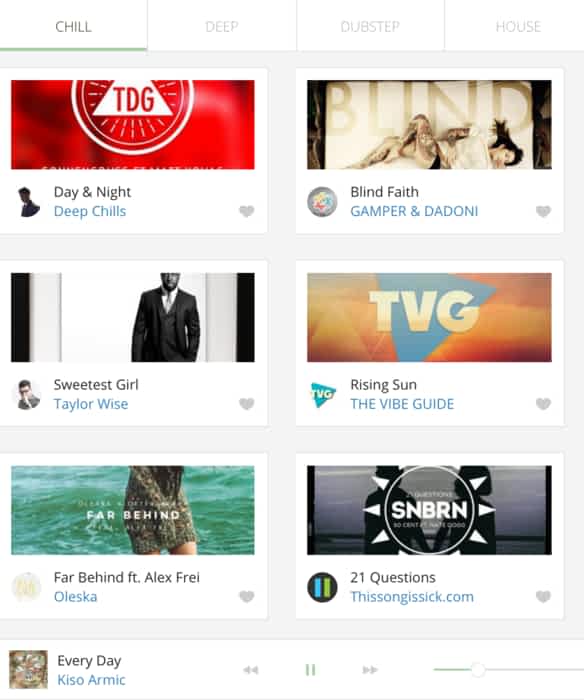 CHILL
DEEP
DUBSTEP
HOUSE
TDG
Day & Night
Deep Chills
BLIND
Blind Faith
GAMPER & DADONI
Sweetest Girl
Taylor Wise
TVG
Rising Sun
TVG
THE VIBE GUIDE
FAR BEHIND
Far Behind ft. Alex Frei
Oleska
21 QUESTIONS
SNBRN
50 CENT FT. NATE DOGG
21 Questions
Thissongissick.com
Every Day
Kiso Armic